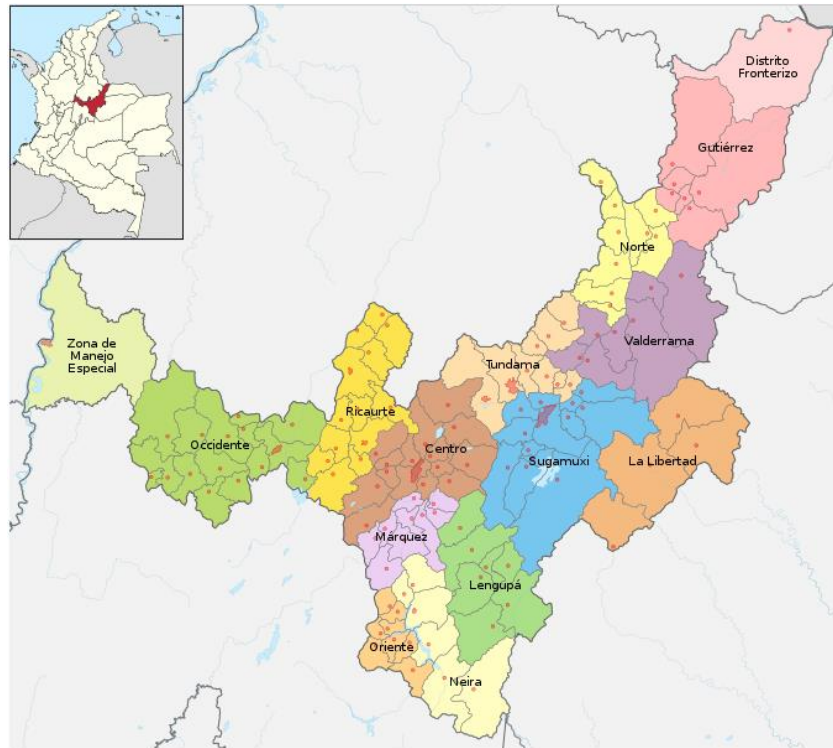 Distrito
Fronterizo
Gutiérrez
Norte
Zona de
Manejo
Especial
Valderrama
Tundama
Ricaurte
Occidente
Centro
Sugamuxi
La Libertad
Márquez
Lengupá
Oriente
Neira